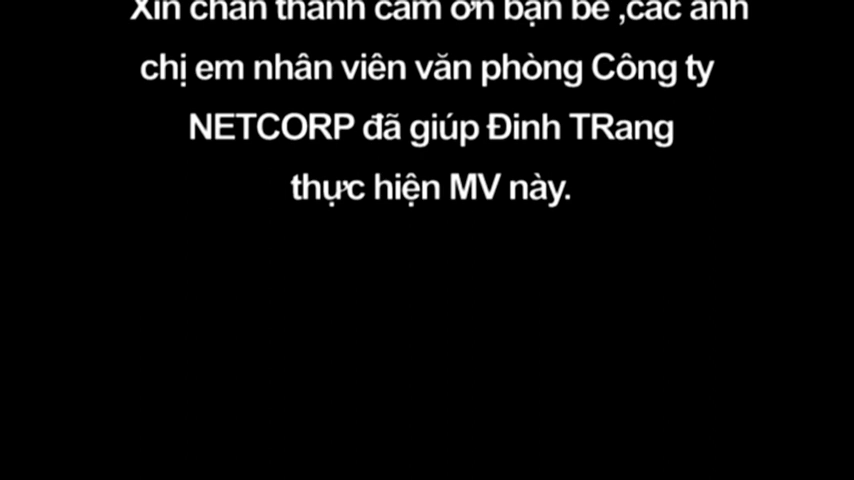 Xin chân thành cảm ơn bạn bè ,các anh
chị em nhân viên văn phòng Công ty
NETCORP đã giúp Đinh TRang
thực hiện MV này.